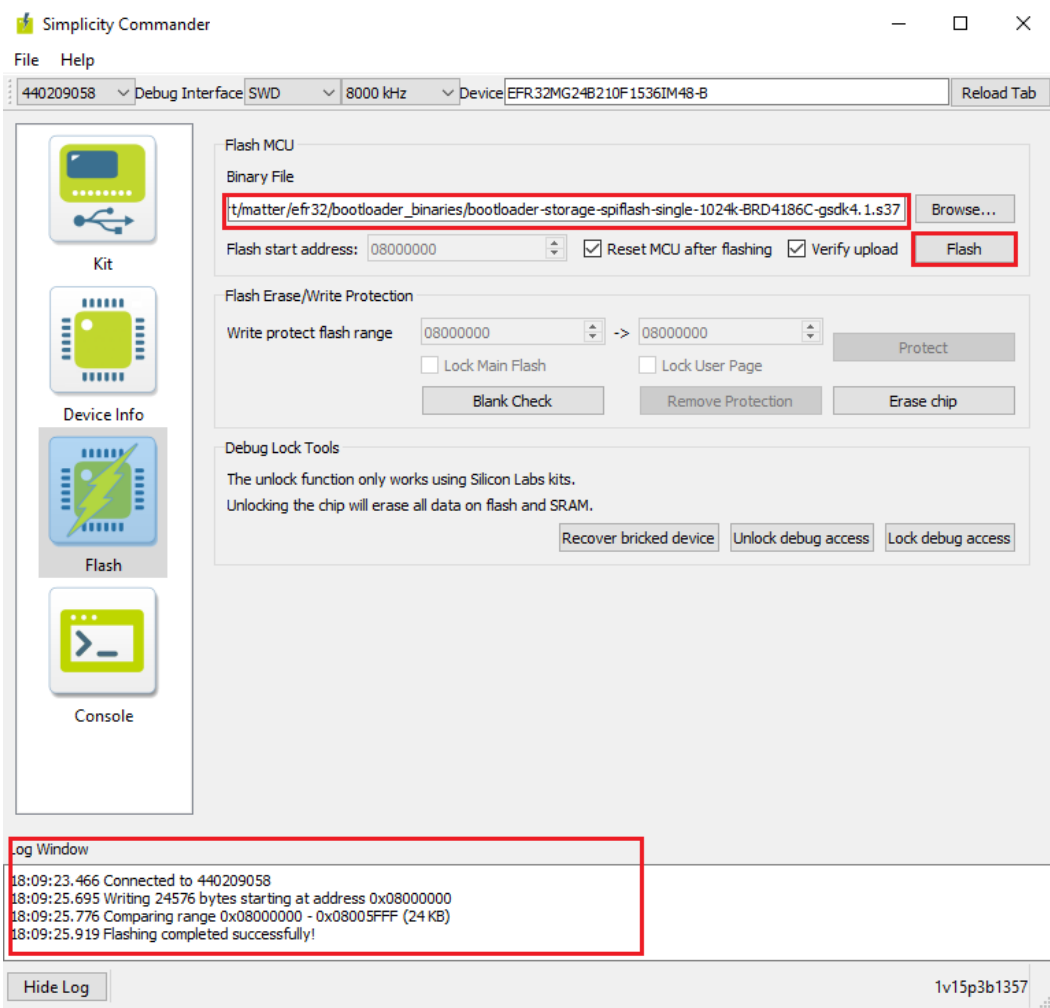 Simplicity Commander
File Help
440209058 Debug Interface SWD 8000 kHz Device EFR32MG24B210F1536IM48-B Reload Tab
Kit
Device Info
Flash
Console
Flash MCU
Binary File
rt/matter/efr32/bootloader_binaries/bootloader-storage-spiflash-single-1024k-BRD4186C-gsdk4.1.s37 Browse...
Flash start address: 08000000 Reset MCU after flashing Verify upload Flash
Flash Erase/Write Protection
Write protect flash range 08000000 -> 08000000 Protect
Lock Main Flash Lock User Page
Blank Check Remove Protection Erase chip
Debug Lock Tools
The unlock function only works using Silicon Labs kits.
Unlocking the chip will erase all data on flash and SRAM.
Recover bricked device Unlock debug access Lock debug access
Log Window
18:09:23.466 Connected to 440209058
18:09:25.695 Writing 24576 bytes starting at address 0x08000000
18:09:25.776 Comparing range 0x08000000 - 0x08005FFF (24 KB)
18:09:25.919 Flashing completed successfully!
Hide Log 1v15p3b1357